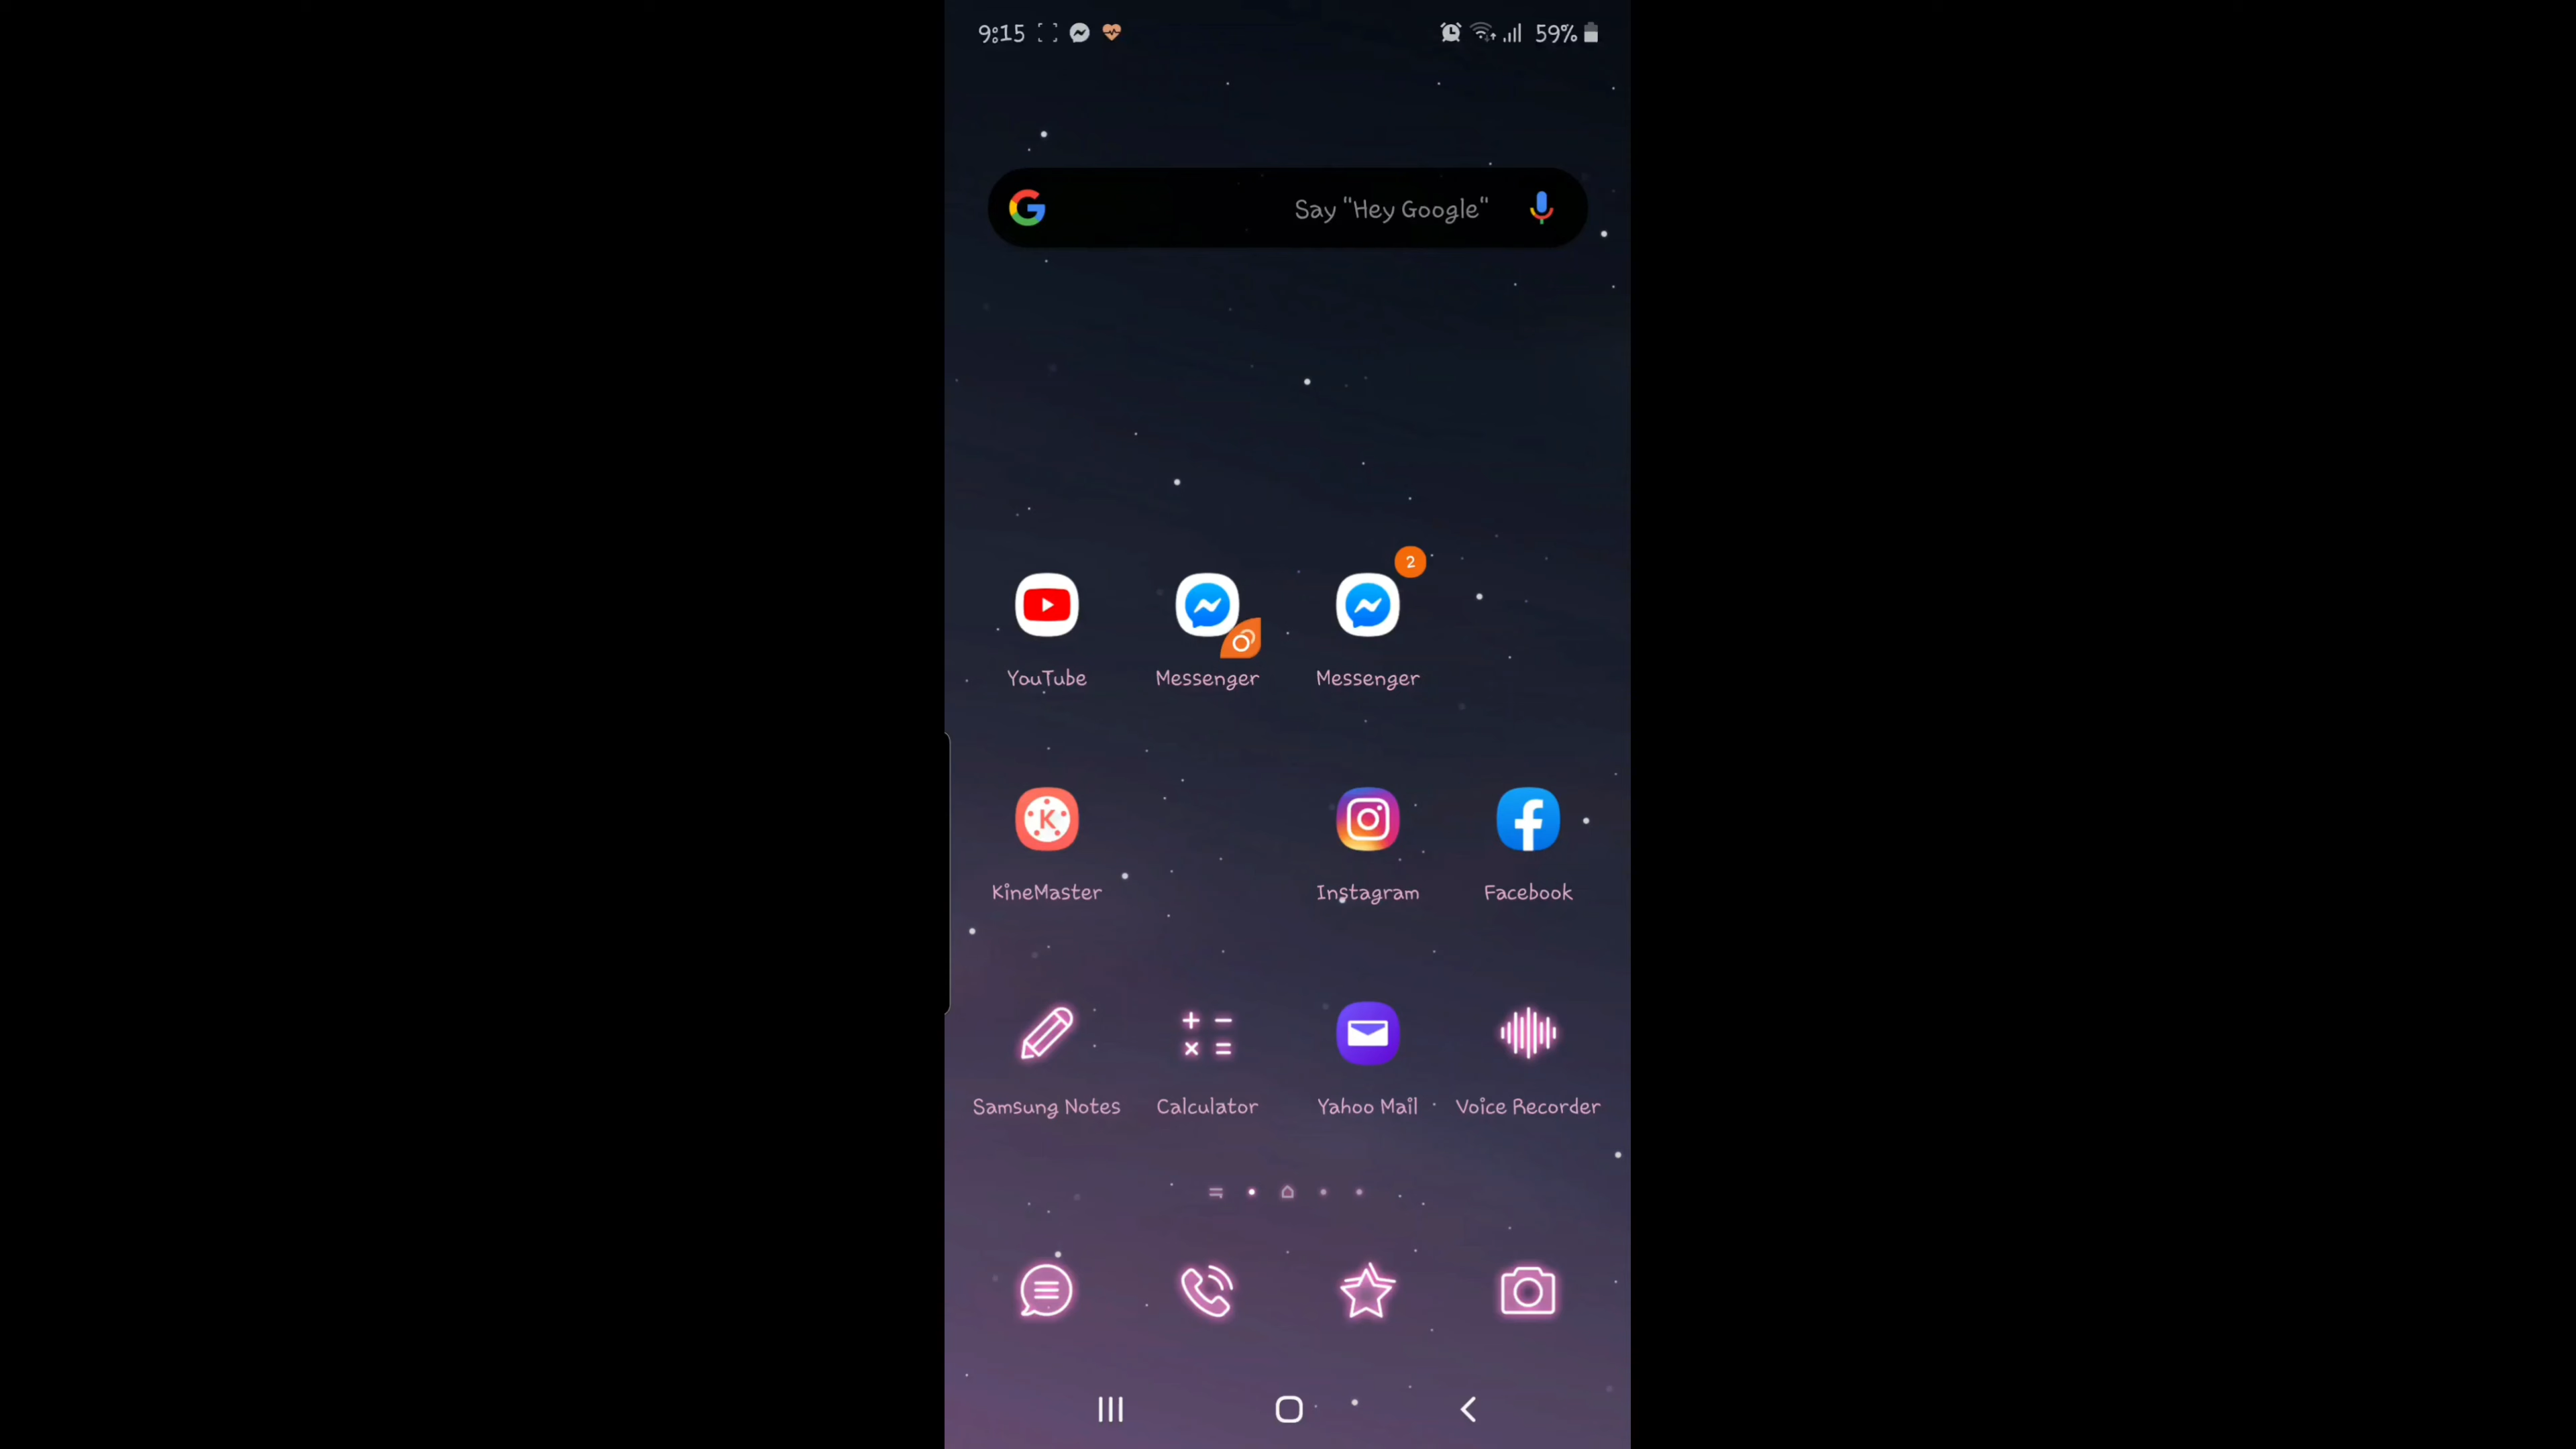 9:15 59%
G Say "Hey Google"
2
YouTube Messenger Messenger
K
KineMaster Instagram Facebook
Samsung Notes Calculator Yahoo Mail Voice Recorder